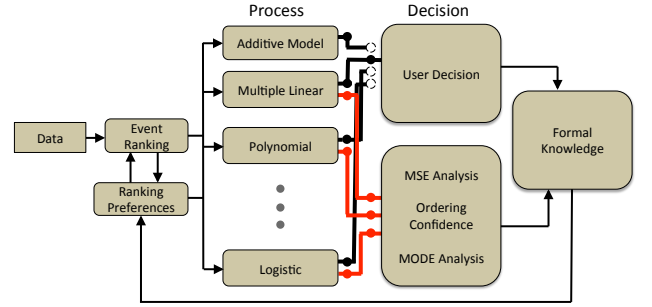 Process
Decision
Additive Model
Multiple Linear
User Decision
Data
Event
Ranking
Polynomial
Formal
Knowledge
Ranking
Preferences
MSE Analysis
Ordering
Confidence
MODE Analysis
Logistic